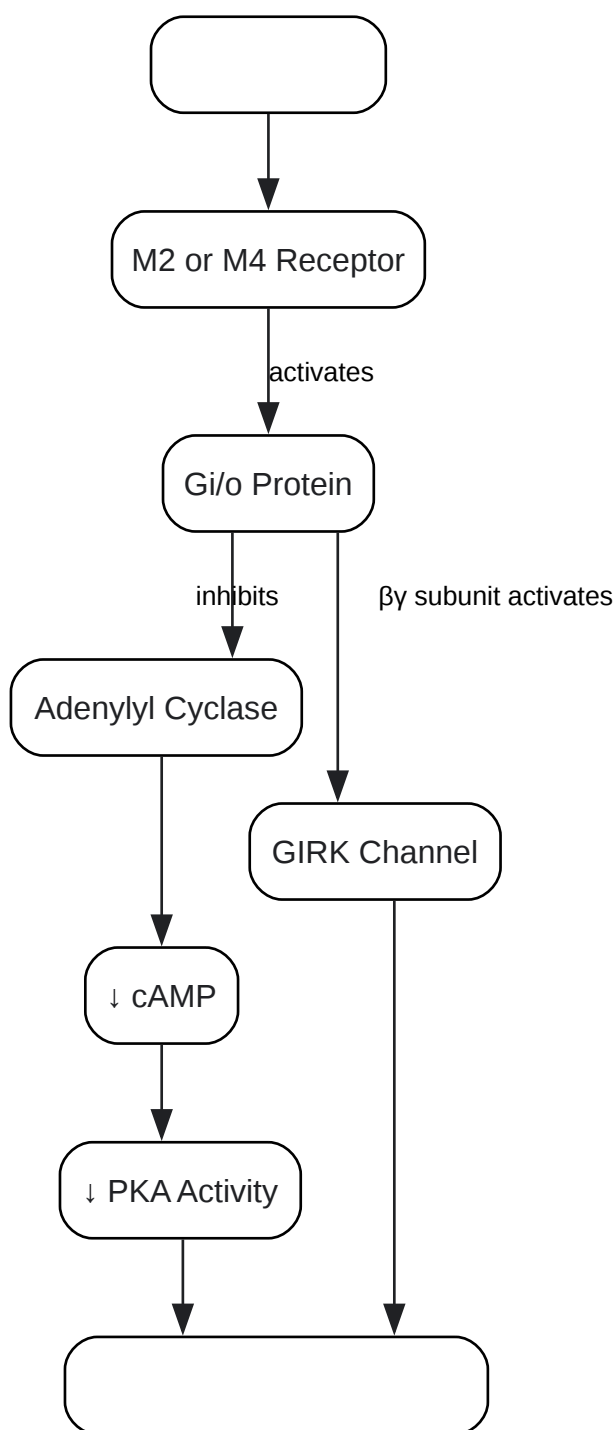 M2 or M4 Receptor
activates
Gi/o Protein
inhibits
βγ subunit activates
Adenylyl Cyclase
GIRK Channel
↓ cAMP
↓ PKA Activity